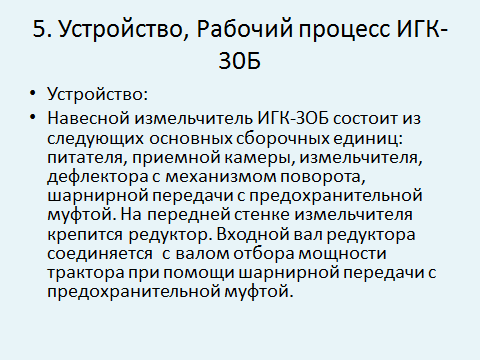 5. Устройство, Рабочий процесс ИГК-
30Б
• Устройство:
• Навесной измельчитель ИГК-ЗОБ состоит из
следующих основных сборочных единиц:
питателя, приемной камеры, измельчителя,
дефлектора с механизмом поворота,
шарнирной передачи с предохранительной
муфтой. На передней стенке измельчителя
крепится редуктор. Входной вал редуктора
соединяется с валом отбора мощности
трактора при помощи шарнирной передачи с
предохранительной муфтой.